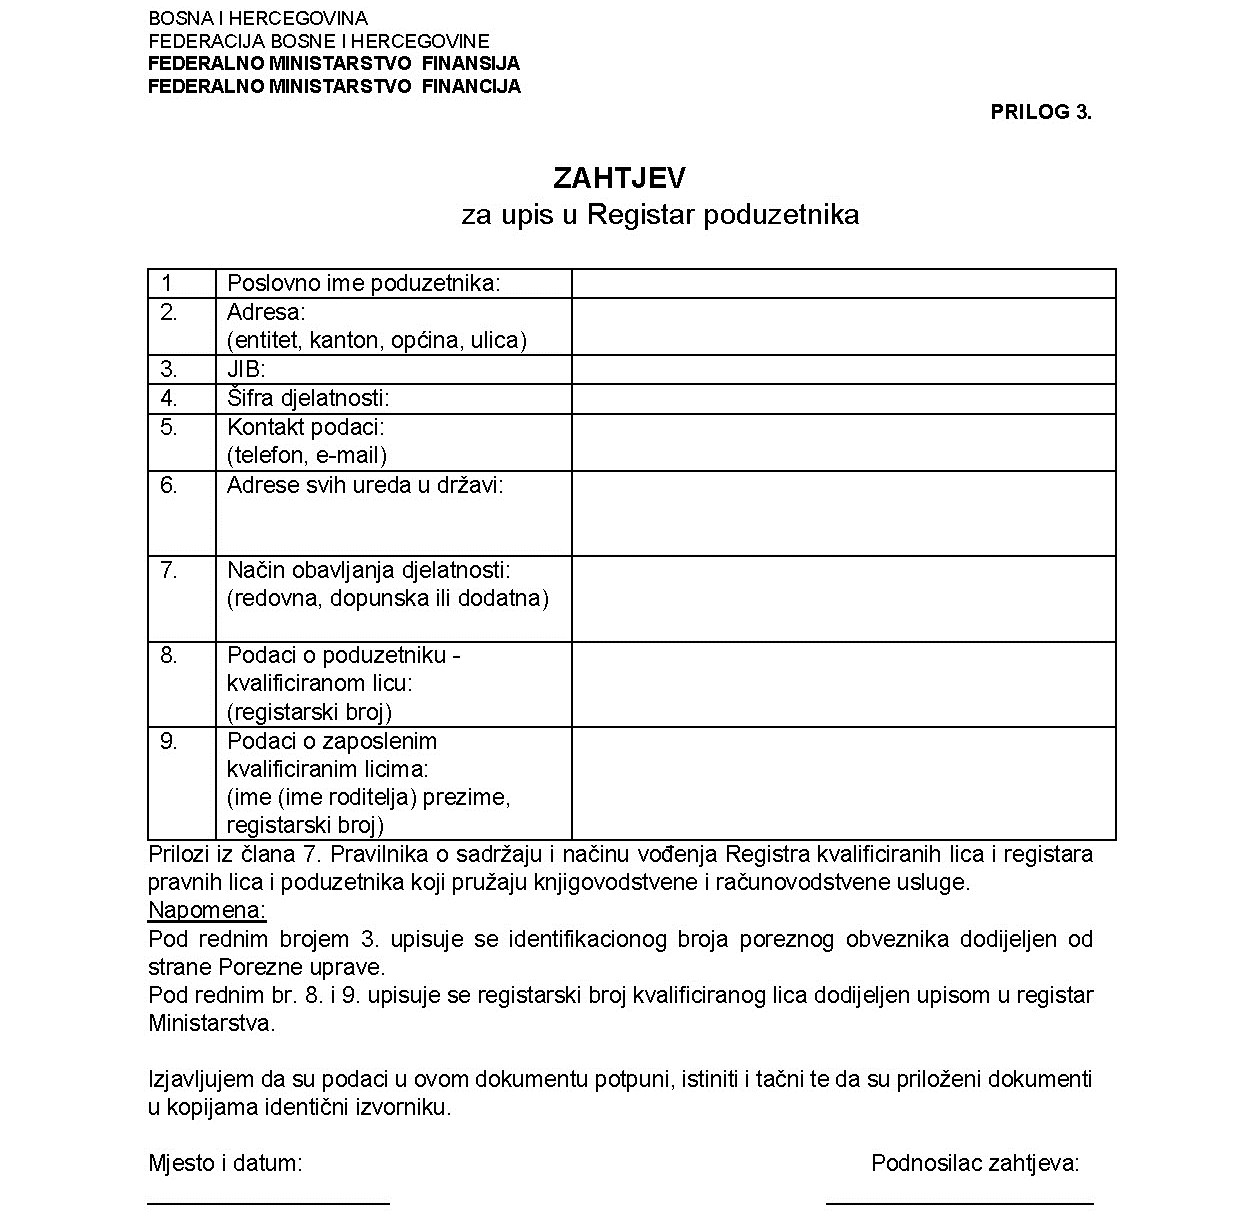 BOSNA I HERCEGOVINA
FEDERACIJA BOSNE I HERCEGOVINE
FEDERALNO MINISTARSTVO FINANSIJA
FEDERALNO MINISTARSTVO FINANCIJA
PRILOG 3.
ZAHTJEV
za upis u Registar poduzetnika
1 Poslovno ime poduzetnika:
2. Adresa:
(entitet, kanton, općina, ulica)
3. JIB:
4. Šifra djelatnosti:
5. Kontakt podaci:
(telefon, e-mail)
6. Adrese svih ureda u državi:
7. Način obavljanja djelatnosti:
(redovna, dopunska ili dodatna)
8. Podaci o poduzetniku -
kvalificiranom licu:
(registarski broj)
9. Podaci o zaposlenim
kvalificiranim licima:
(ime (ime roditelja) prezime,
registarski broj)
Prilozi iz člana 7. Pravilnika o sadržaju i načinu vođenja Registra kvalificiranih lica i registara
pravnih lica i poduzetnika koji pružaju knjigovodstvene i računovodstvene usluge.
Napomena:
Pod rednim brojem 3. upisuje se identifikacionog broja poreznog obveznika dodijeljen od
strane Porezne uprave.
Pod rednim br. 8. i 9. upisuje se registarski broj kvalificiranog lica dodijeljen upisom u registar
Ministarstva.
Izjavljujem da su podaci u ovom dokumentu potpuni, istiniti i tačni te da su priloženi dokumenti
u kopijama identični izvorniku.
Mjesto i datum: Podnosilac zahtjeva: